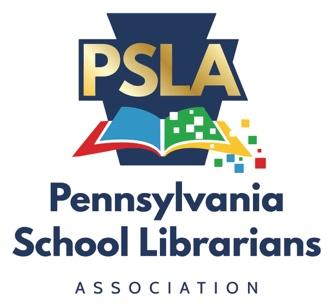 PSLA
Pennsylvania
School Librarians
ASSOCIATION